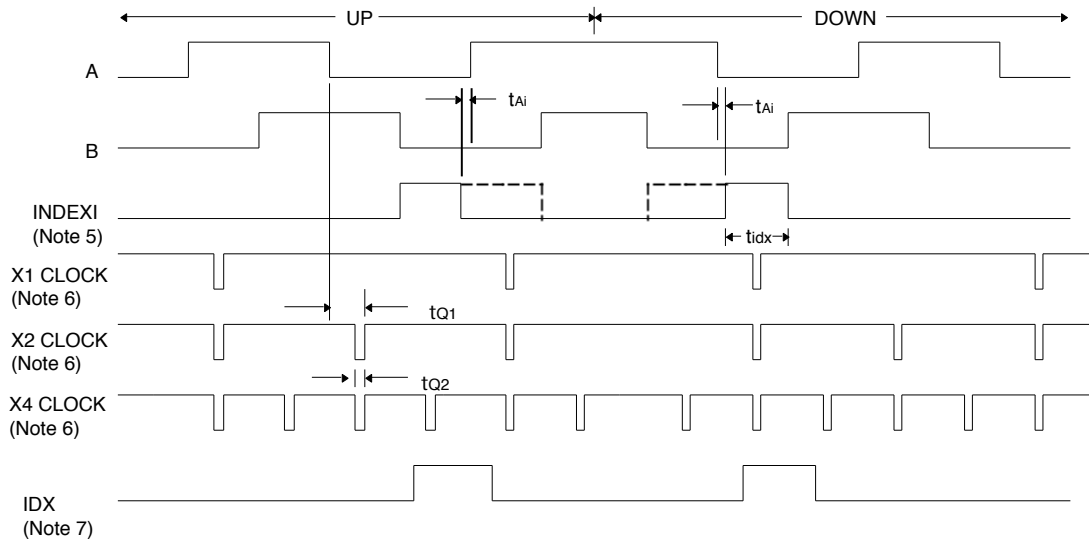 UP
DOWN
A
tAi
tAi
B
INDEXI
(Note 5)
tidx
X1 CLOCK
(Note 6)
tQ1
X2 CLOCK
(Note 6)
tQ2
X4 CLOCK
(Note 6)
IDX
(Note 7)